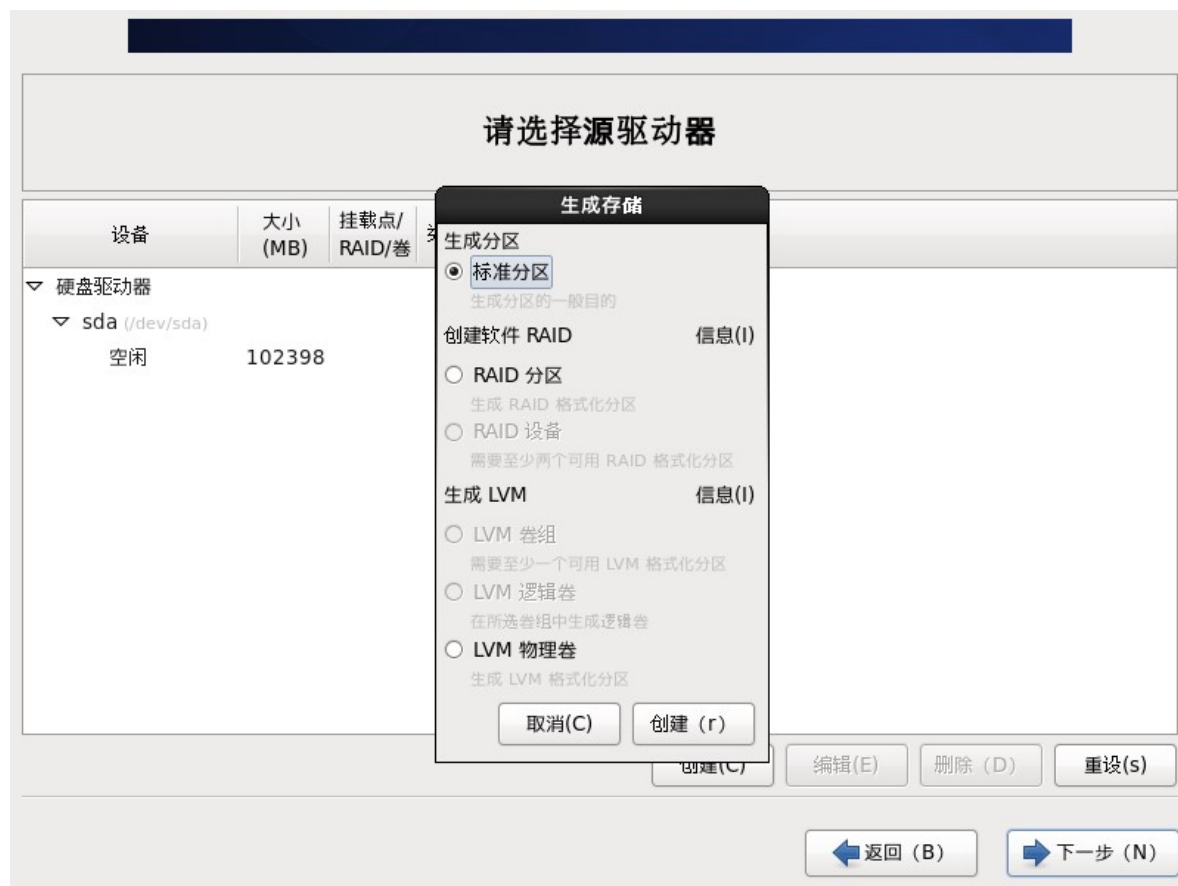 请选择源驱动器
设备
大小
(MB)
挂载点/
RAID/卷
硬盘驱动器
sda (/dev/sda)
空闲 102398
生成存储
生成分区
标准分区
生成分区的一般目的
创建软件 RAID 信息(I)
RAID 分区
生成 RAID 格式化分区
RAID 设备
需要至少两个可用 RAID 格式化分区
生成 LVM 信息(I)
LVM 卷组
需要至少一个可用 LVM 格式化分区
LVM 逻辑卷
在所选卷组中生成逻辑卷
LVM 物理卷
生成 LVM 格式化分区
取消(C) 创建（r）
创建(C) 编辑(E) 删除（D） 重设(s)
返回（B） 下一步（N）